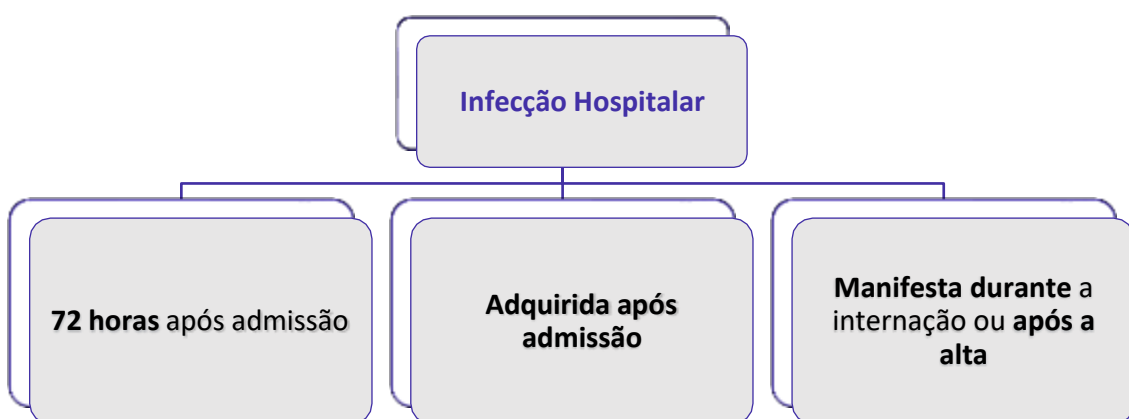 Infecção Hospitalar
72 horas após admissão
Adquirida após
admissão
Manifesta durante a
internação ou após a
alta